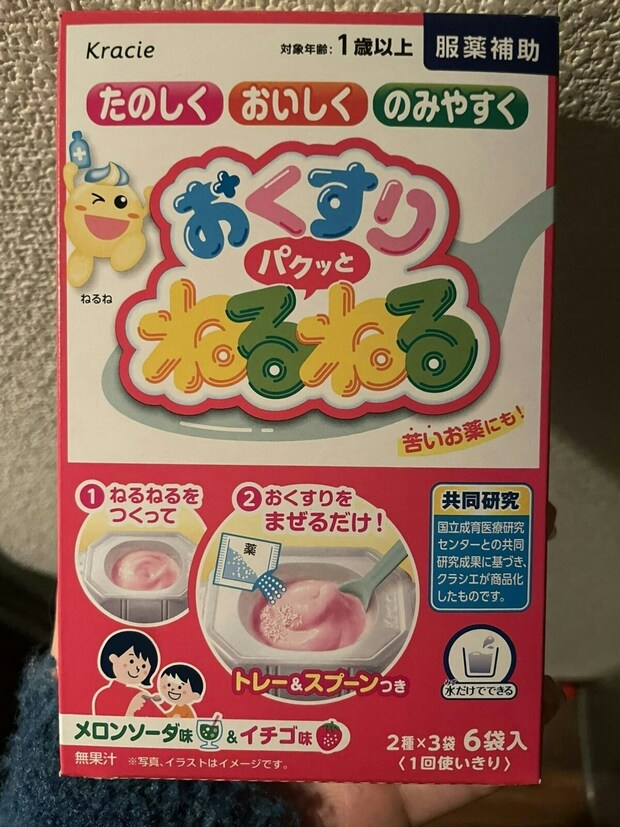 Kracie
対象年齢:1歳以上
服薬補助
たのしく おいしく のみやすく
おくすり
パクッと
ねるねる
ねるね
苦いお薬にも!
1 ねるねるを
つくって
2 おくすりを
まぜるだけ!
薬
トレー&スプーンつき
共同研究
国立成育医療研究
センターとの共同
研究成果に基づき、
クラシエが商品化
したものです。
水だけでできる
メロンソーダ味&イチゴ味
無果汁 ※写真、イラストはイメージです。
2種×3袋 6袋入
〈1回使いきり〉